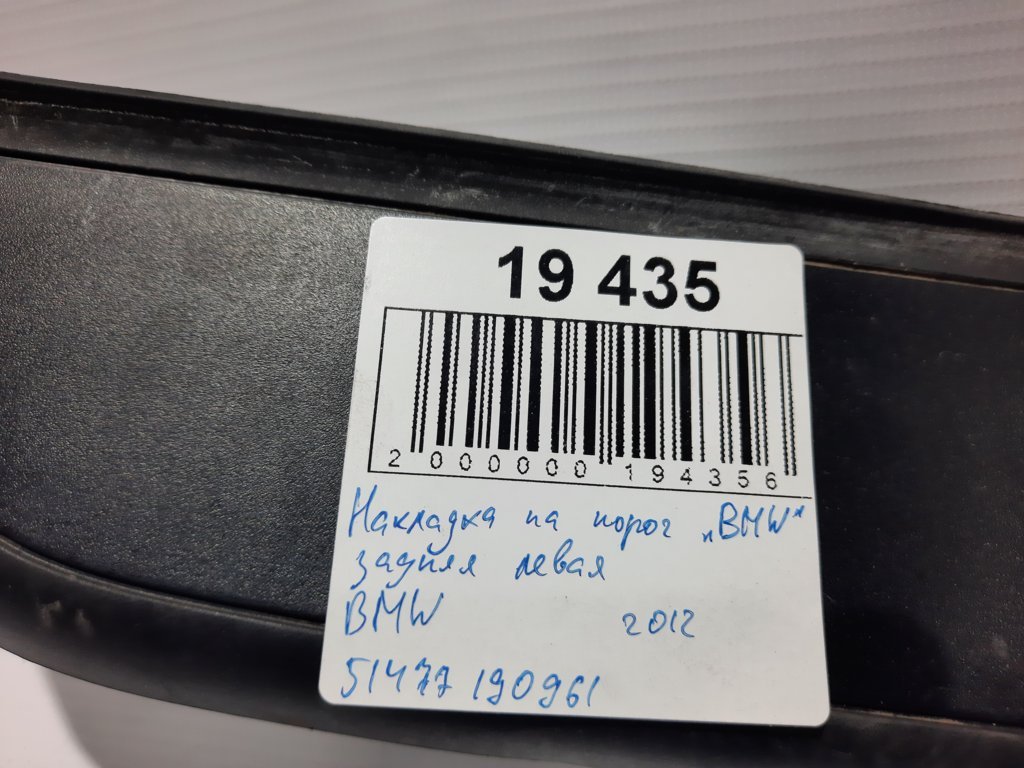 19 435
2 000000 194356
Накладка на порог „BMW"
задняя левая
BMW 2012
51477 190961